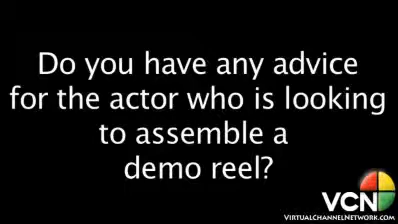 Do you have any advice
for the actor who is looking
to assemble a
demo reel?
VCN
VIRTUALCHANNELNETWORK.COM